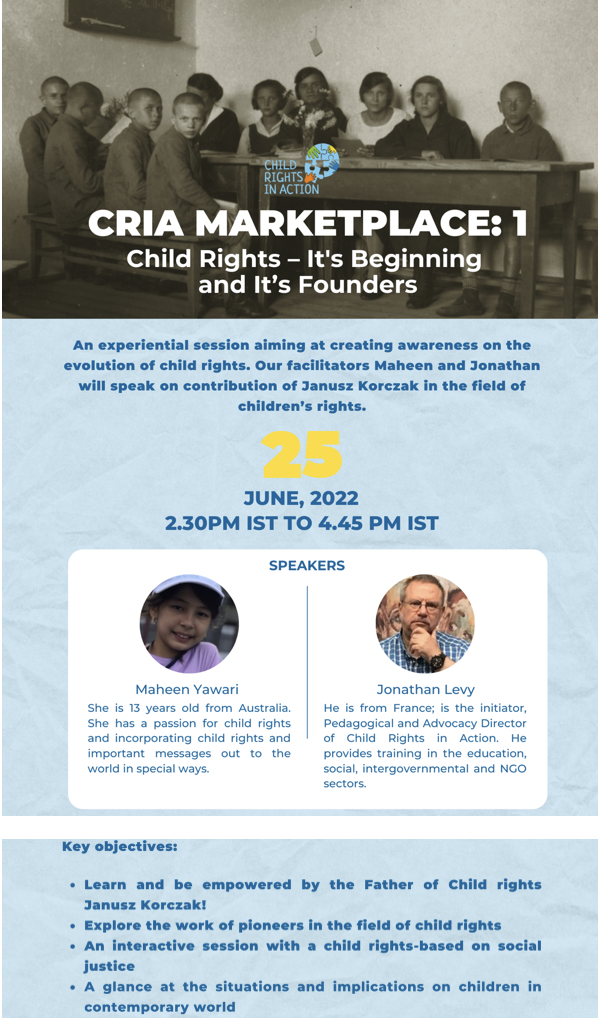 CHILD
RIGHTS
IN ACTION
CRIA MARKETPLACE: 1
Child Rights – It's Beginning
and It’s Founders
An experiential session aiming at creating awareness on the
evolution of child rights. Our facilitators Maheen and Jonathan
will speak on contribution of Janusz Korczak in the field of
children’s rights.
25
JUNE, 2022
2.30PM IST TO 4.45 PM IST
SPEAKERS
Maheen Yawari
She is 13 years old from Australia.
She has a passion for child rights
and incorporating child rights and
important messages out to the
world in special ways.
Jonathan Levy
He is from France; is the initiator,
Pedagogical and Advocacy Director
of Child Rights in Action. He
provides training in the education,
social, intergovernmental and NGO
sectors.
Key objectives:
• Learn and be empowered by the Father of Child rights
Janusz Korczak!
• Explore the work of pioneers in the field of child rights
• An interactive session with a child rights-based on social
justice
• A glance at the situations and implications on children in
contemporary world